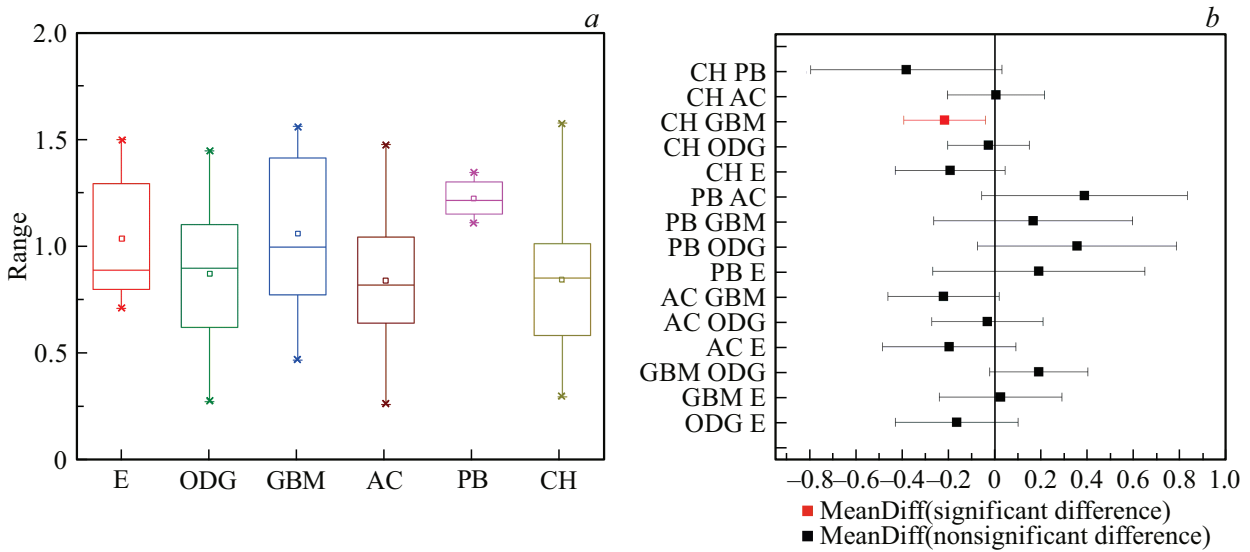 a
2.0
1.5
1.0
0.5
0
Range
E ODG GBM AC PB CH
b
CH PB
CH AC
CH GBM
CH ODG
CH E
PB AC
PB GBM
PB ODG
PB E
AC GBM
AC ODG
AC E
GBM ODG
GBM E
ODG E
–0.8 –0.6 –0.4 –0.2 0 0.2 0.4 0.6 0.8 1.0
MeanDiff(significant difference)
MeanDiff(nonsignificant difference)